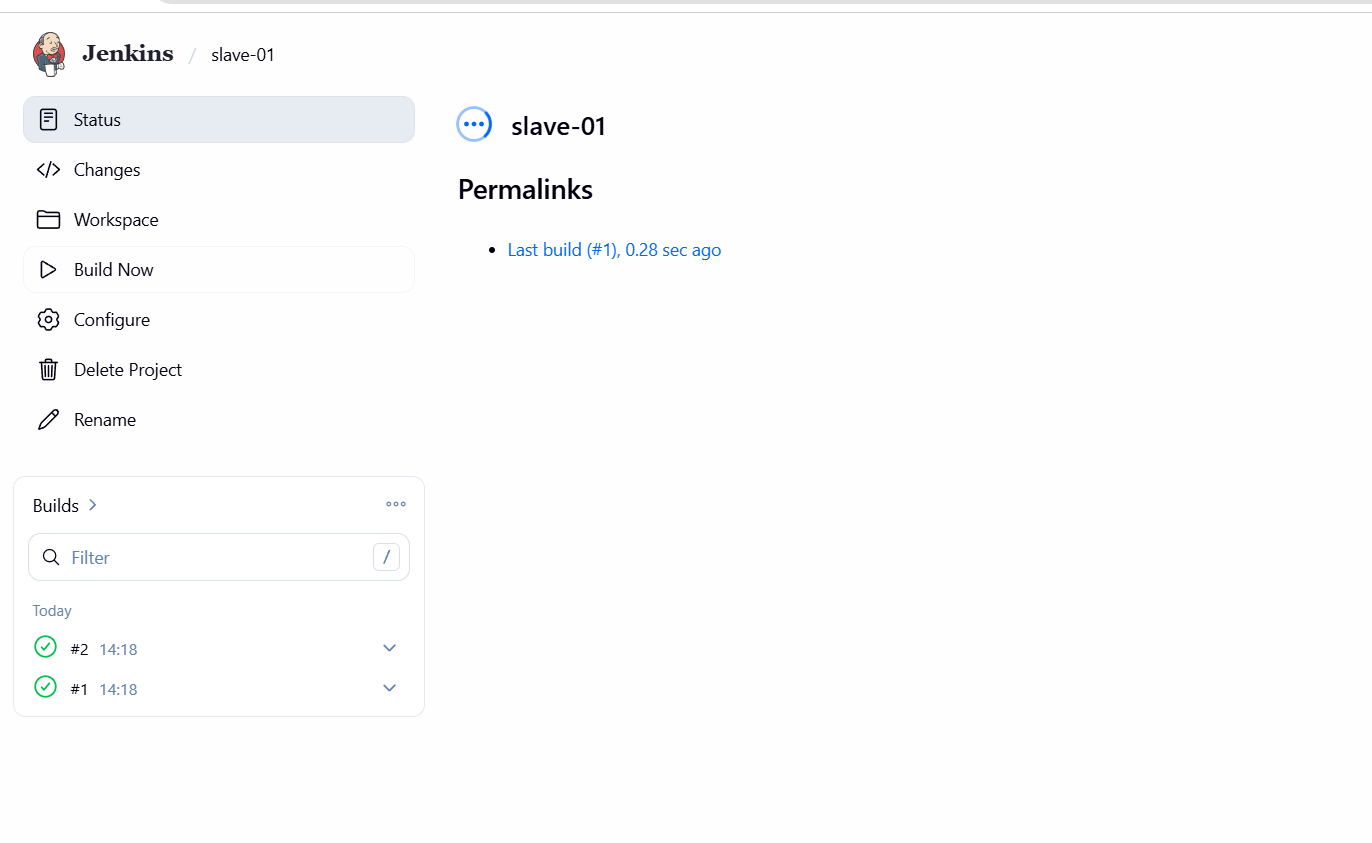 Jenkins / slave-01
Status
Changes
Workspace
Build Now
Configure
Delete Project
Rename
Builds
Filter /
Today
#2 14:18
#1 14:18
slave-01
Permalinks
Last build (#1), 0.28 sec ago